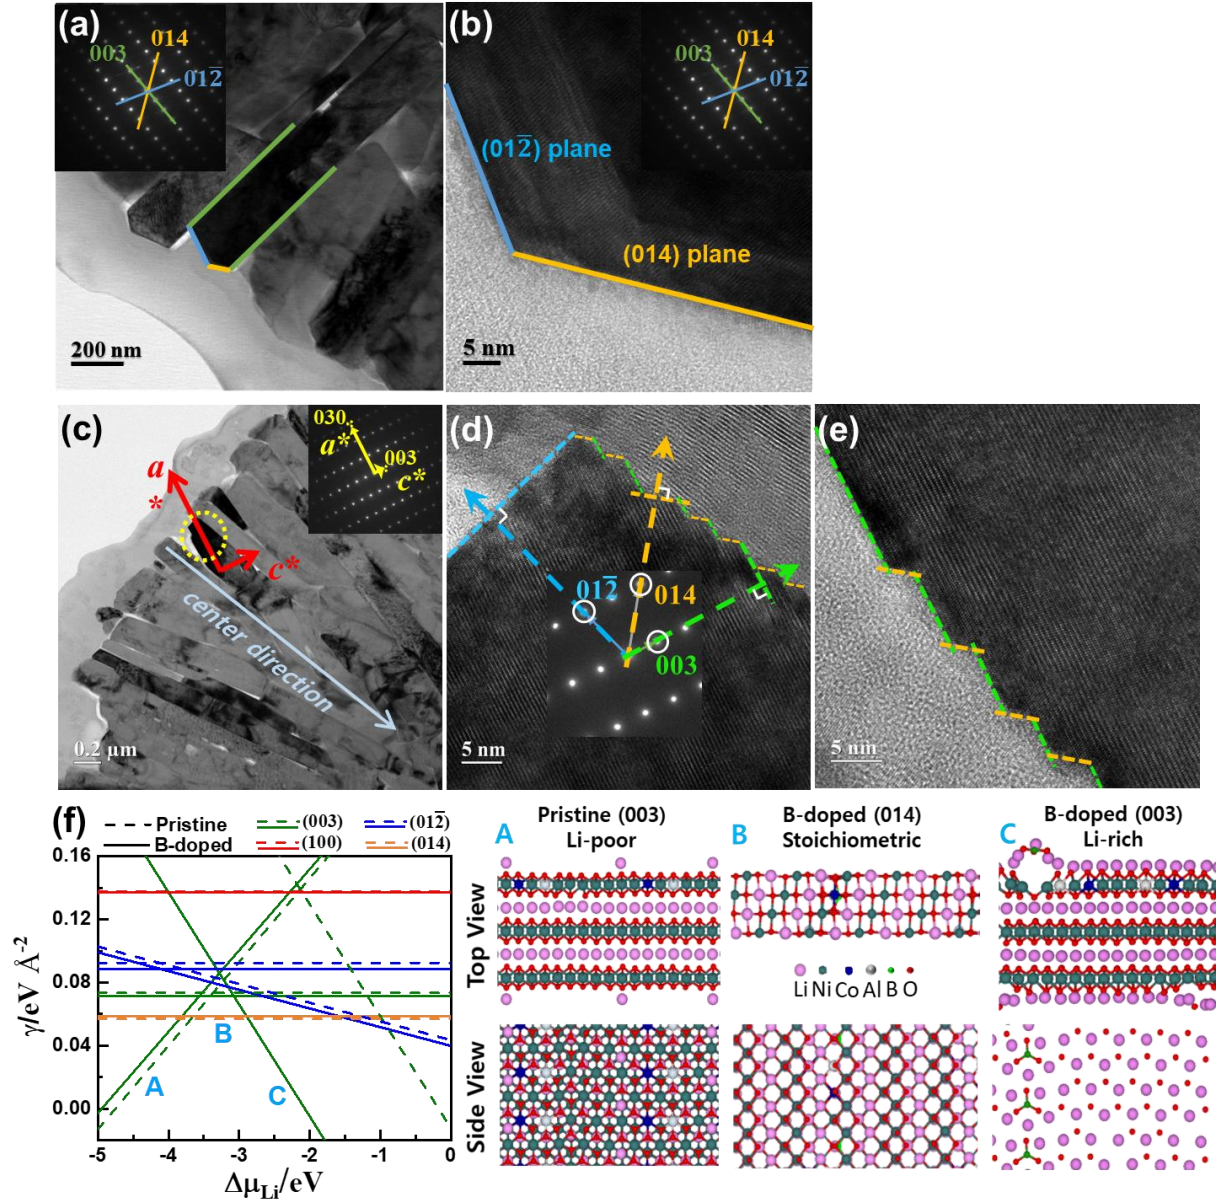 (a)
014
003
012̅
200 nm
(b)
014
003
012̅
(012̅) plane
(014) plane
5 nm
(c)
a
*
c*
030
a*
003
c*
center direction
0.2 µm
(d)
012̅
014
003
5 nm
(e)
5 nm
(f)
Pristine
B-doped
(003)
(100)
(012̅)
(014)
γ/eV Å-2
0.16
0.12
0.08
0.04
0.00
A
B
C
-5 -4 -3 -2 -1 0
ΔμLi/eV
A
Pristine (003)
Li-poor
B
B-doped (014)
Stoichiometric
C
B-doped (003)
Li-rich
Top View
Li Ni Co Al B O
Side View